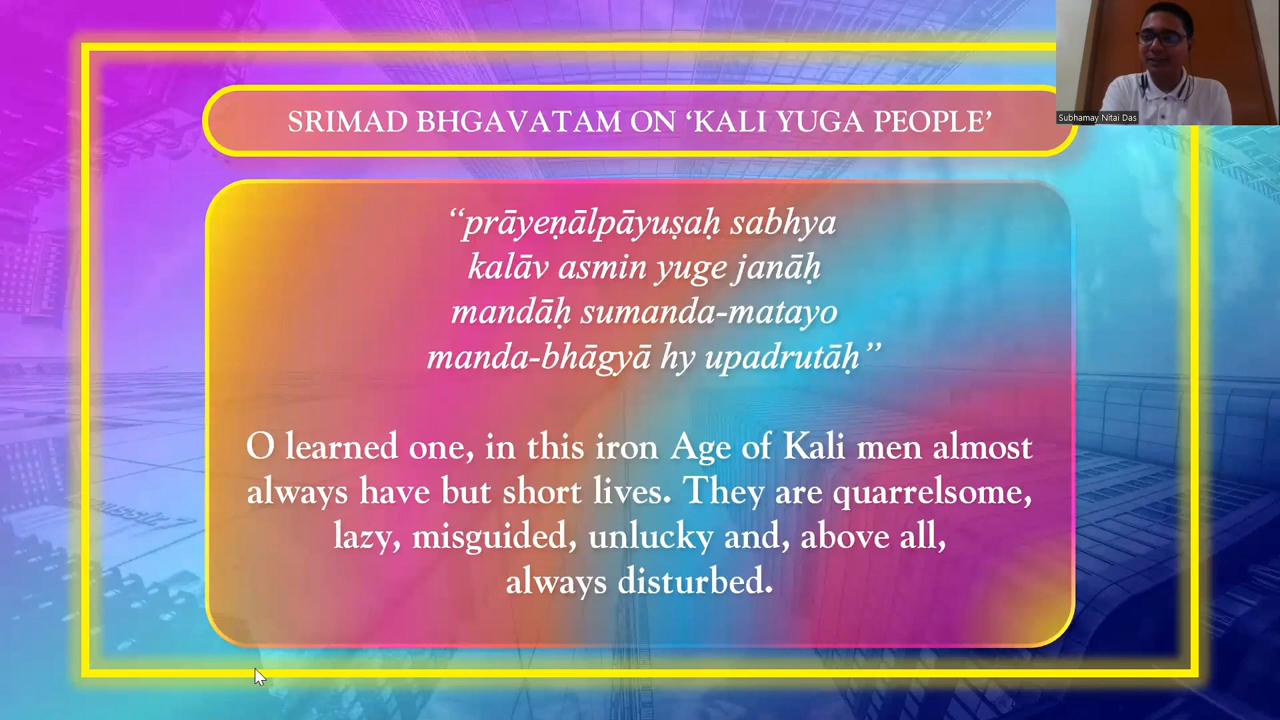 SRIMAD BHGAVATAM ON ‘KALI YUGA PEOPLE’
Subhamay Nitai Das
“prāyeṇālpāyuṣaḥ sabhya
kalāv asmin yuge janāḥ
mandāḥ sumanda-matayo
manda-bhāgyā hy upadrutāḥ”
O learned one, in this iron Age of Kali men almost
always have but short lives. They are quarrelsome,
lazy, misguided, unlucky and, above all,
always disturbed.